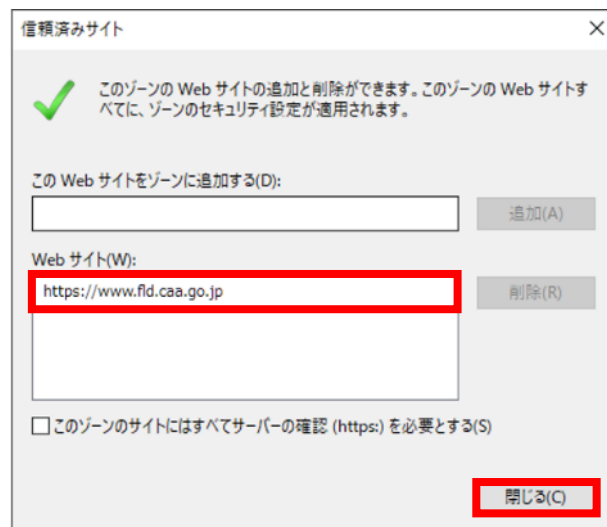 信頼済みサイト
このゾーンの Web サイトの追加と削除ができます。このゾーンの Web サイトす
べてに、ゾーンのセキュリティ設定が適用されます。
この Web サイトをゾーンに追加する(D):
追加(A)
Web サイト(W):
https://www.fld.caa.go.jp
削除(R)
このゾーンのサイトにはすべてサーバーの確認 (https:) を必要とする(S)
閉じる(C)